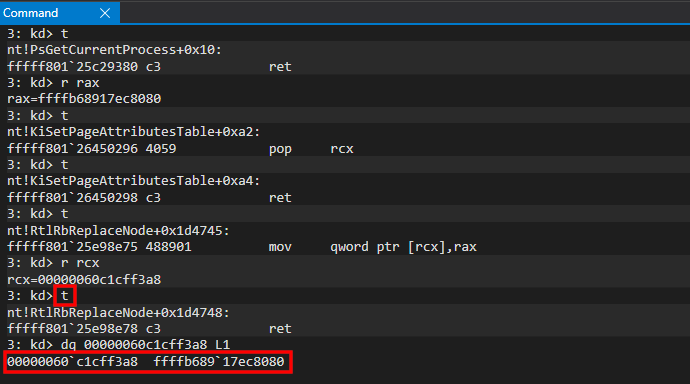 Command
3: kd> t
nt!PsGetCurrentProcess+0x10:
fffff801`25c29380 c3 ret
3: kd> r rax
rax=ffffb68917ec8080
3: kd> t
nt!KiSetPageAttributesTable+0xa2:
fffff801`26450296 4059 pop rcx
3: kd> t
nt!KiSetPageAttributesTable+0xa4:
fffff801`26450298 c3 ret
3: kd> t
nt!RtlRbReplaceNode+0x1d4745:
fffff801`25e98e75 488901 mov qword ptr [rcx],rax
3: kd> r rcx
rcx=00000060c1cff3a8
3: kd> t
nt!RtlRbReplaceNode+0x1d4748:
fffff801`25e98e78 c3 ret
3: kd> dq 00000060c1cff3a8 L1
00000060`c1cff3a8 ffffb689`17ec8080